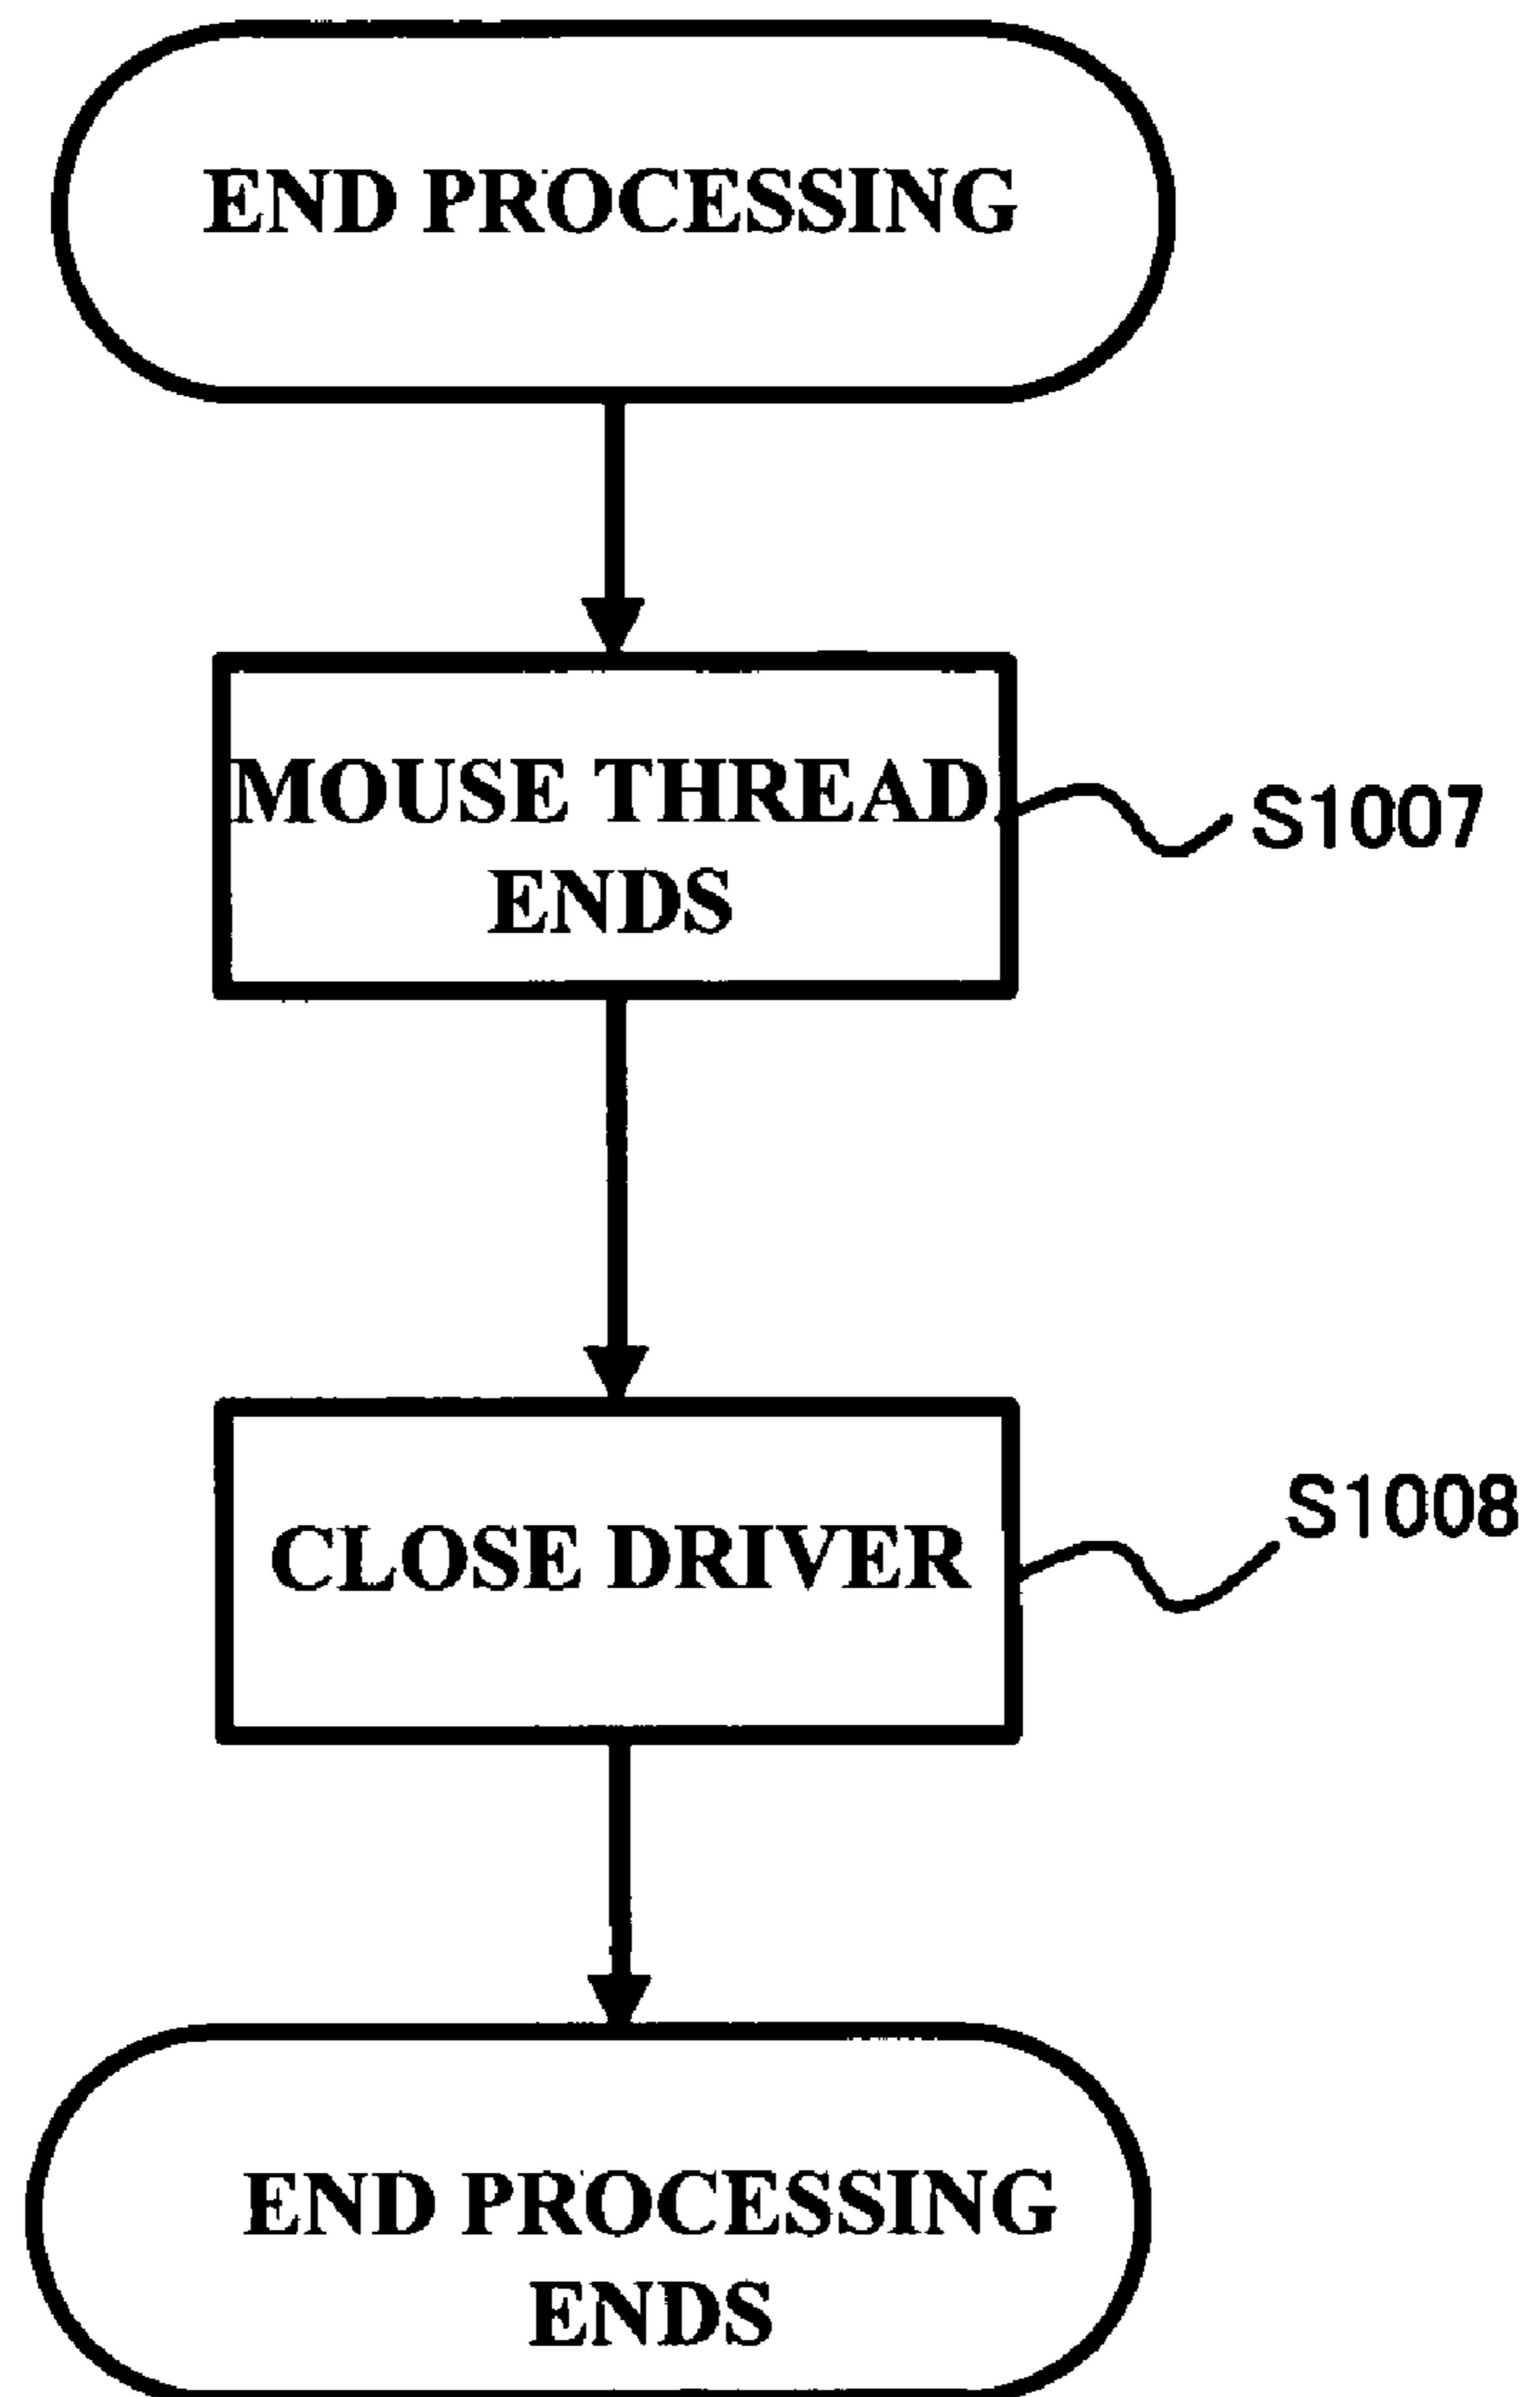 END PROCESSING
MOUSE THREAD
ENDS
S1007
CLOSE DRIVER
S1008
END PROCESSING
ENDS